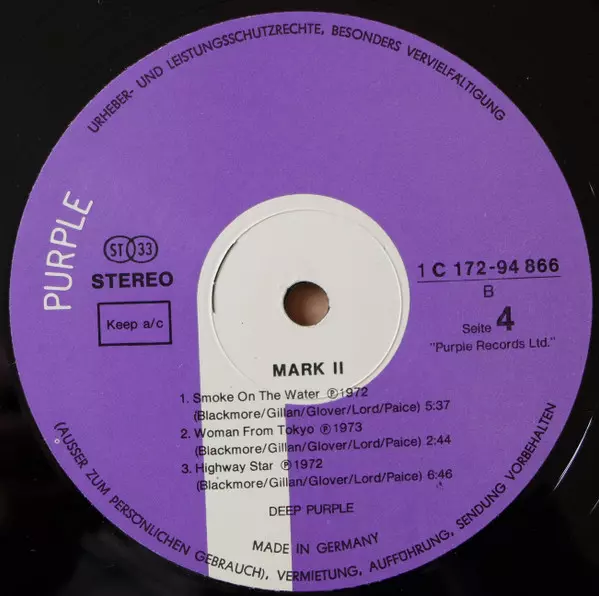 URHEBER- UND LEISTUNGSSCHUTZRECHTE, BESONDERS VERVIELFÄLTIGUNG
PURPLE
ST 33
STEREO
Keep a/c
1 C 172-94 866
B
Seite 4
"Purple Records Ltd."
MARK II
1. Smoke On The Water ℗1972
(Blackmore/Gillan/Glover/Lord/Paice) 5:37
2. Woman From Tokyo ℗1973
(Blackmore/Gillan/Glover/Lord/Paice) 2:44
3. Highway Star ℗1972
(Blackmore/Gillan/Glover/Lord/Paice) 6:46
DEEP PURPLE
MADE IN GERMANY
(AUSSER ZUM PERSÖNLICHEN GEBRAUCH), VERMIETUNG, AUFFÜHRUNG, SENDUNG VORBEHALTEN